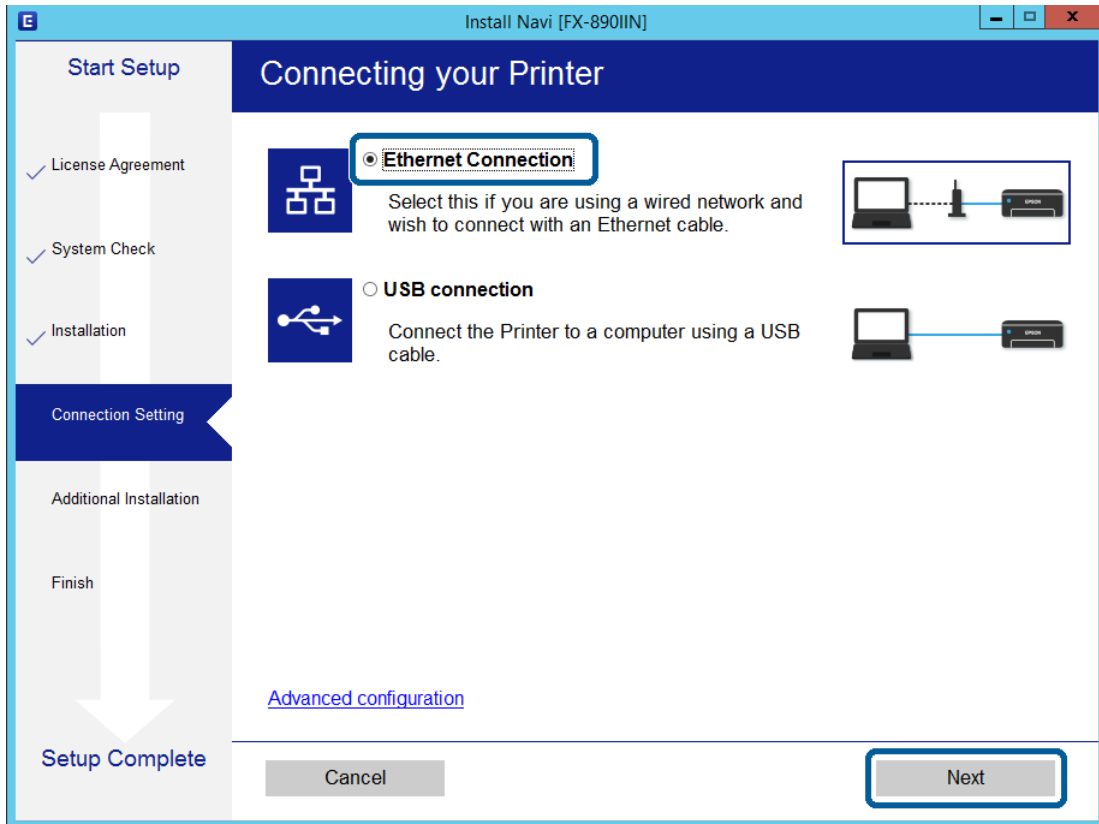 Install Navi [FX-890IIN]
Start Setup
License Agreement
System Check
Installation
Connection Setting
Additional Installation
Finish
Setup Complete
Connecting your Printer
Ethernet Connection
Select this if you are using a wired network and
wish to connect with an Ethernet cable.
EPSON
USB connection
Connect the Printer to a computer using a USB
cable.
EPSON
Advanced configuration
Cancel
Next